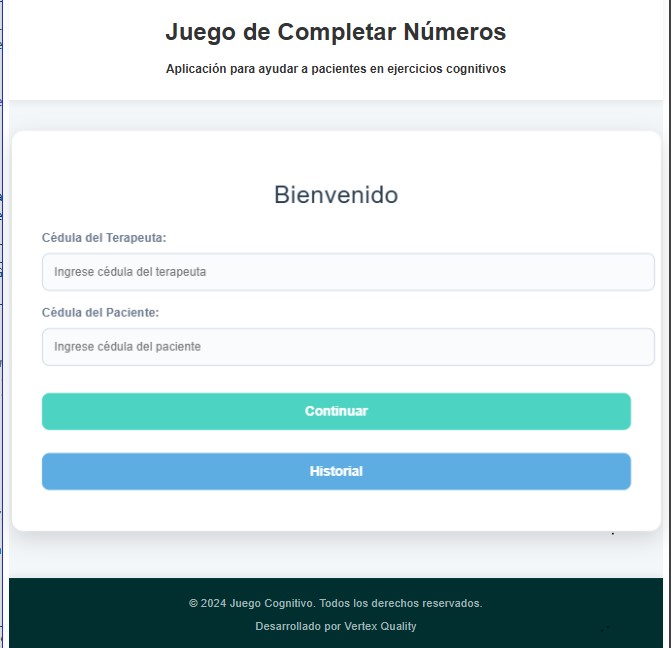 Juego de Completar Números
Aplicación para ayudar a pacientes en ejercicios cognitivos
Bienvenido
Cédula del Terapeuta:
Ingrese cédula del terapeuta
Cédula del Paciente:
Ingrese cédula del paciente
Continuar
Historial
© 2024 Juego Cognitivo. Todos los derechos reservados.
Desarrollado por Vertex Quality